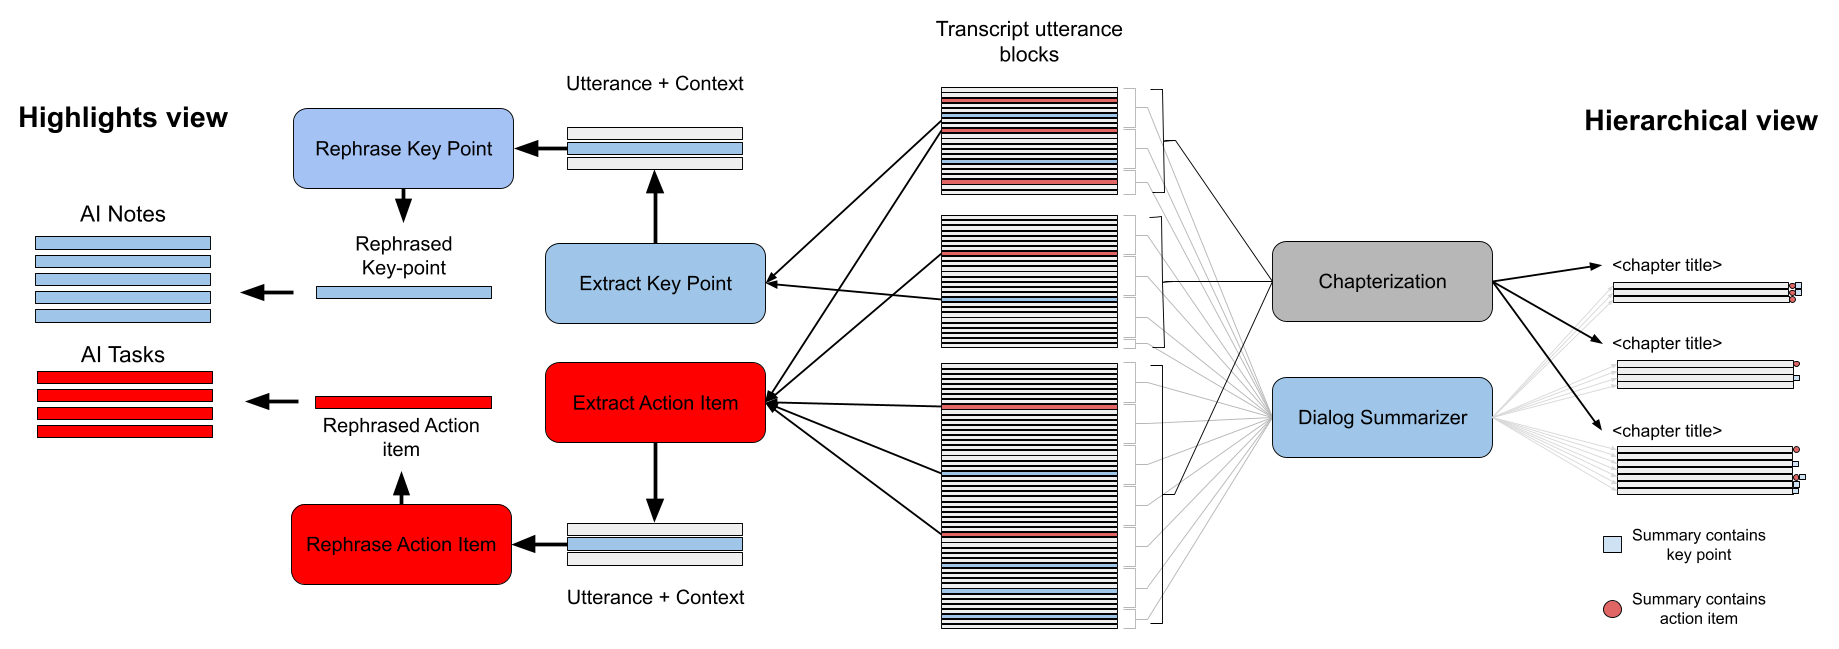 Transcript utterance
blocks
Utterance + Context
Highlights view
Hierarchical view
Rephrase Key Point
AI Notes
Rephrased
Key-point
Extract Key Point
Chapterization
<chapter title>
<chapter title>
AI Tasks
Extract Action Item
Dialog Summarizer
Rephrased Action
item
<chapter title>
Rephrase Action Item
Utterance + Context
Summary contains
key point
Summary contains
action item